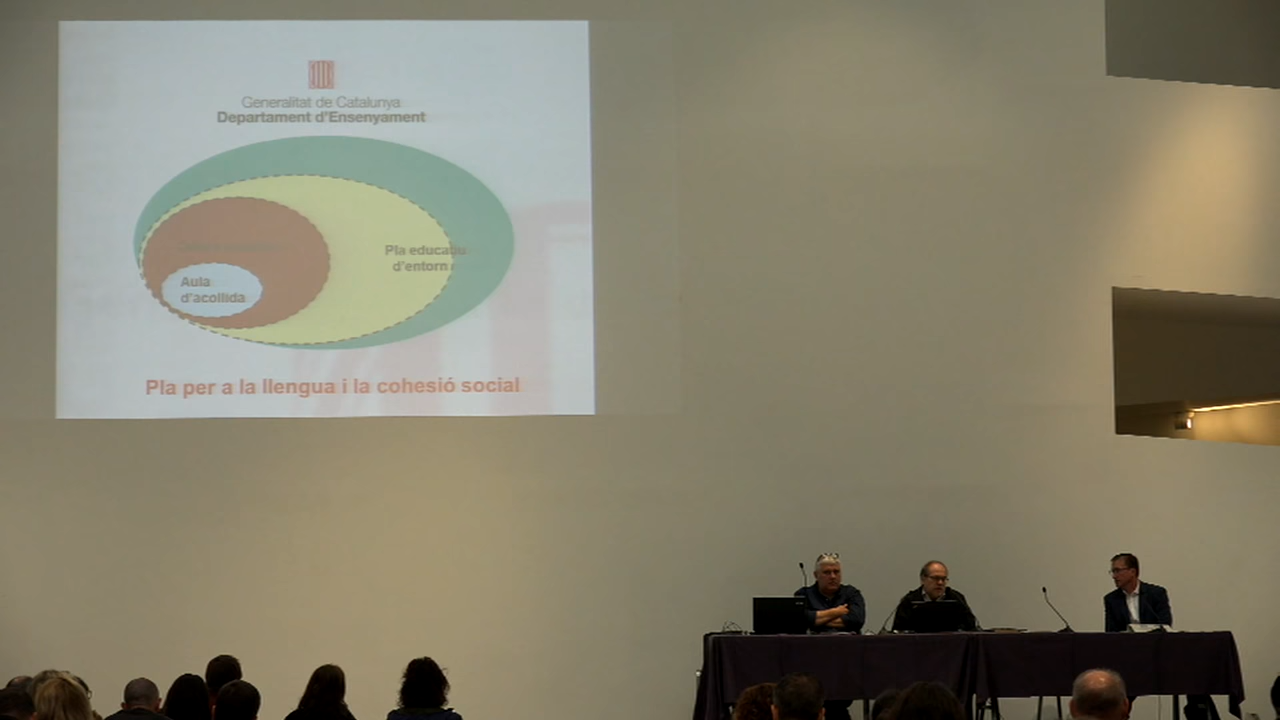 Generalitat de Catalunya
Departament d'Ensenyament
Pla educatiu
d'entorn
Aula
d'acollida
Pla per a la llengua i la cohesió social